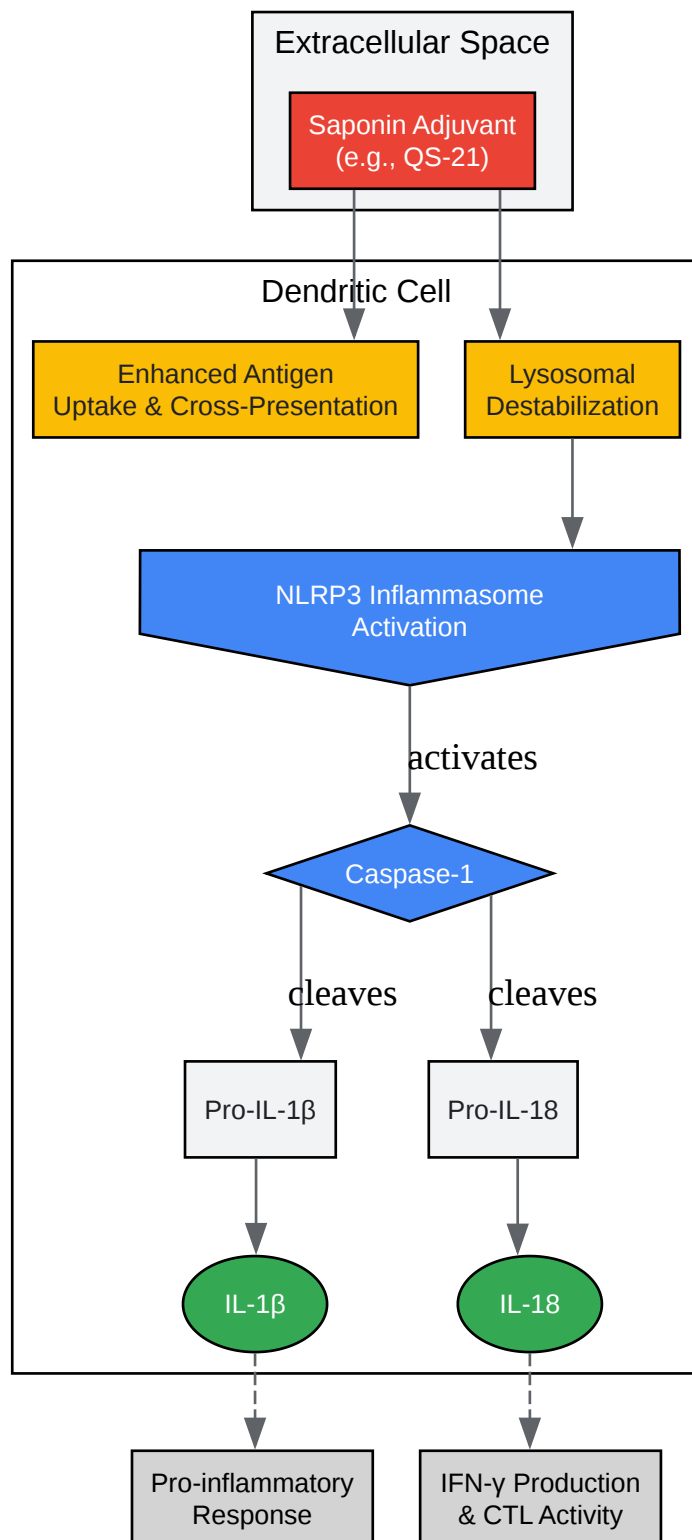 Extracellular Space
Saponin Adjuvant
(e.g., QS-21)
Dendritic Cell
Enhanced Antigen
Uptake & Cross-Presentation
Lysosomal
Destabilization
NLRP3 Inflammasome
Activation
activates
Caspase-1
cleaves
cleaves
Pro-IL-1β
Pro-IL-18
IL-1β
IL-18
Pro-inflammatory
Response
IFN-γ Production
& CTL Activity